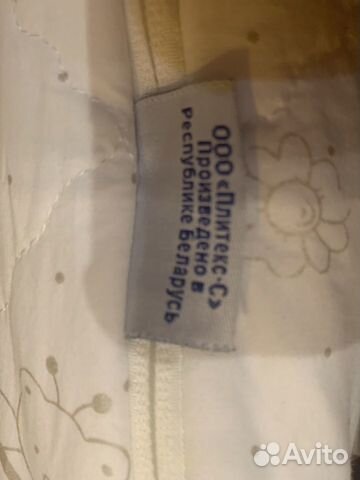 ООО «Плитекс-С»
Произведено в
Республике Беларусь
Avito